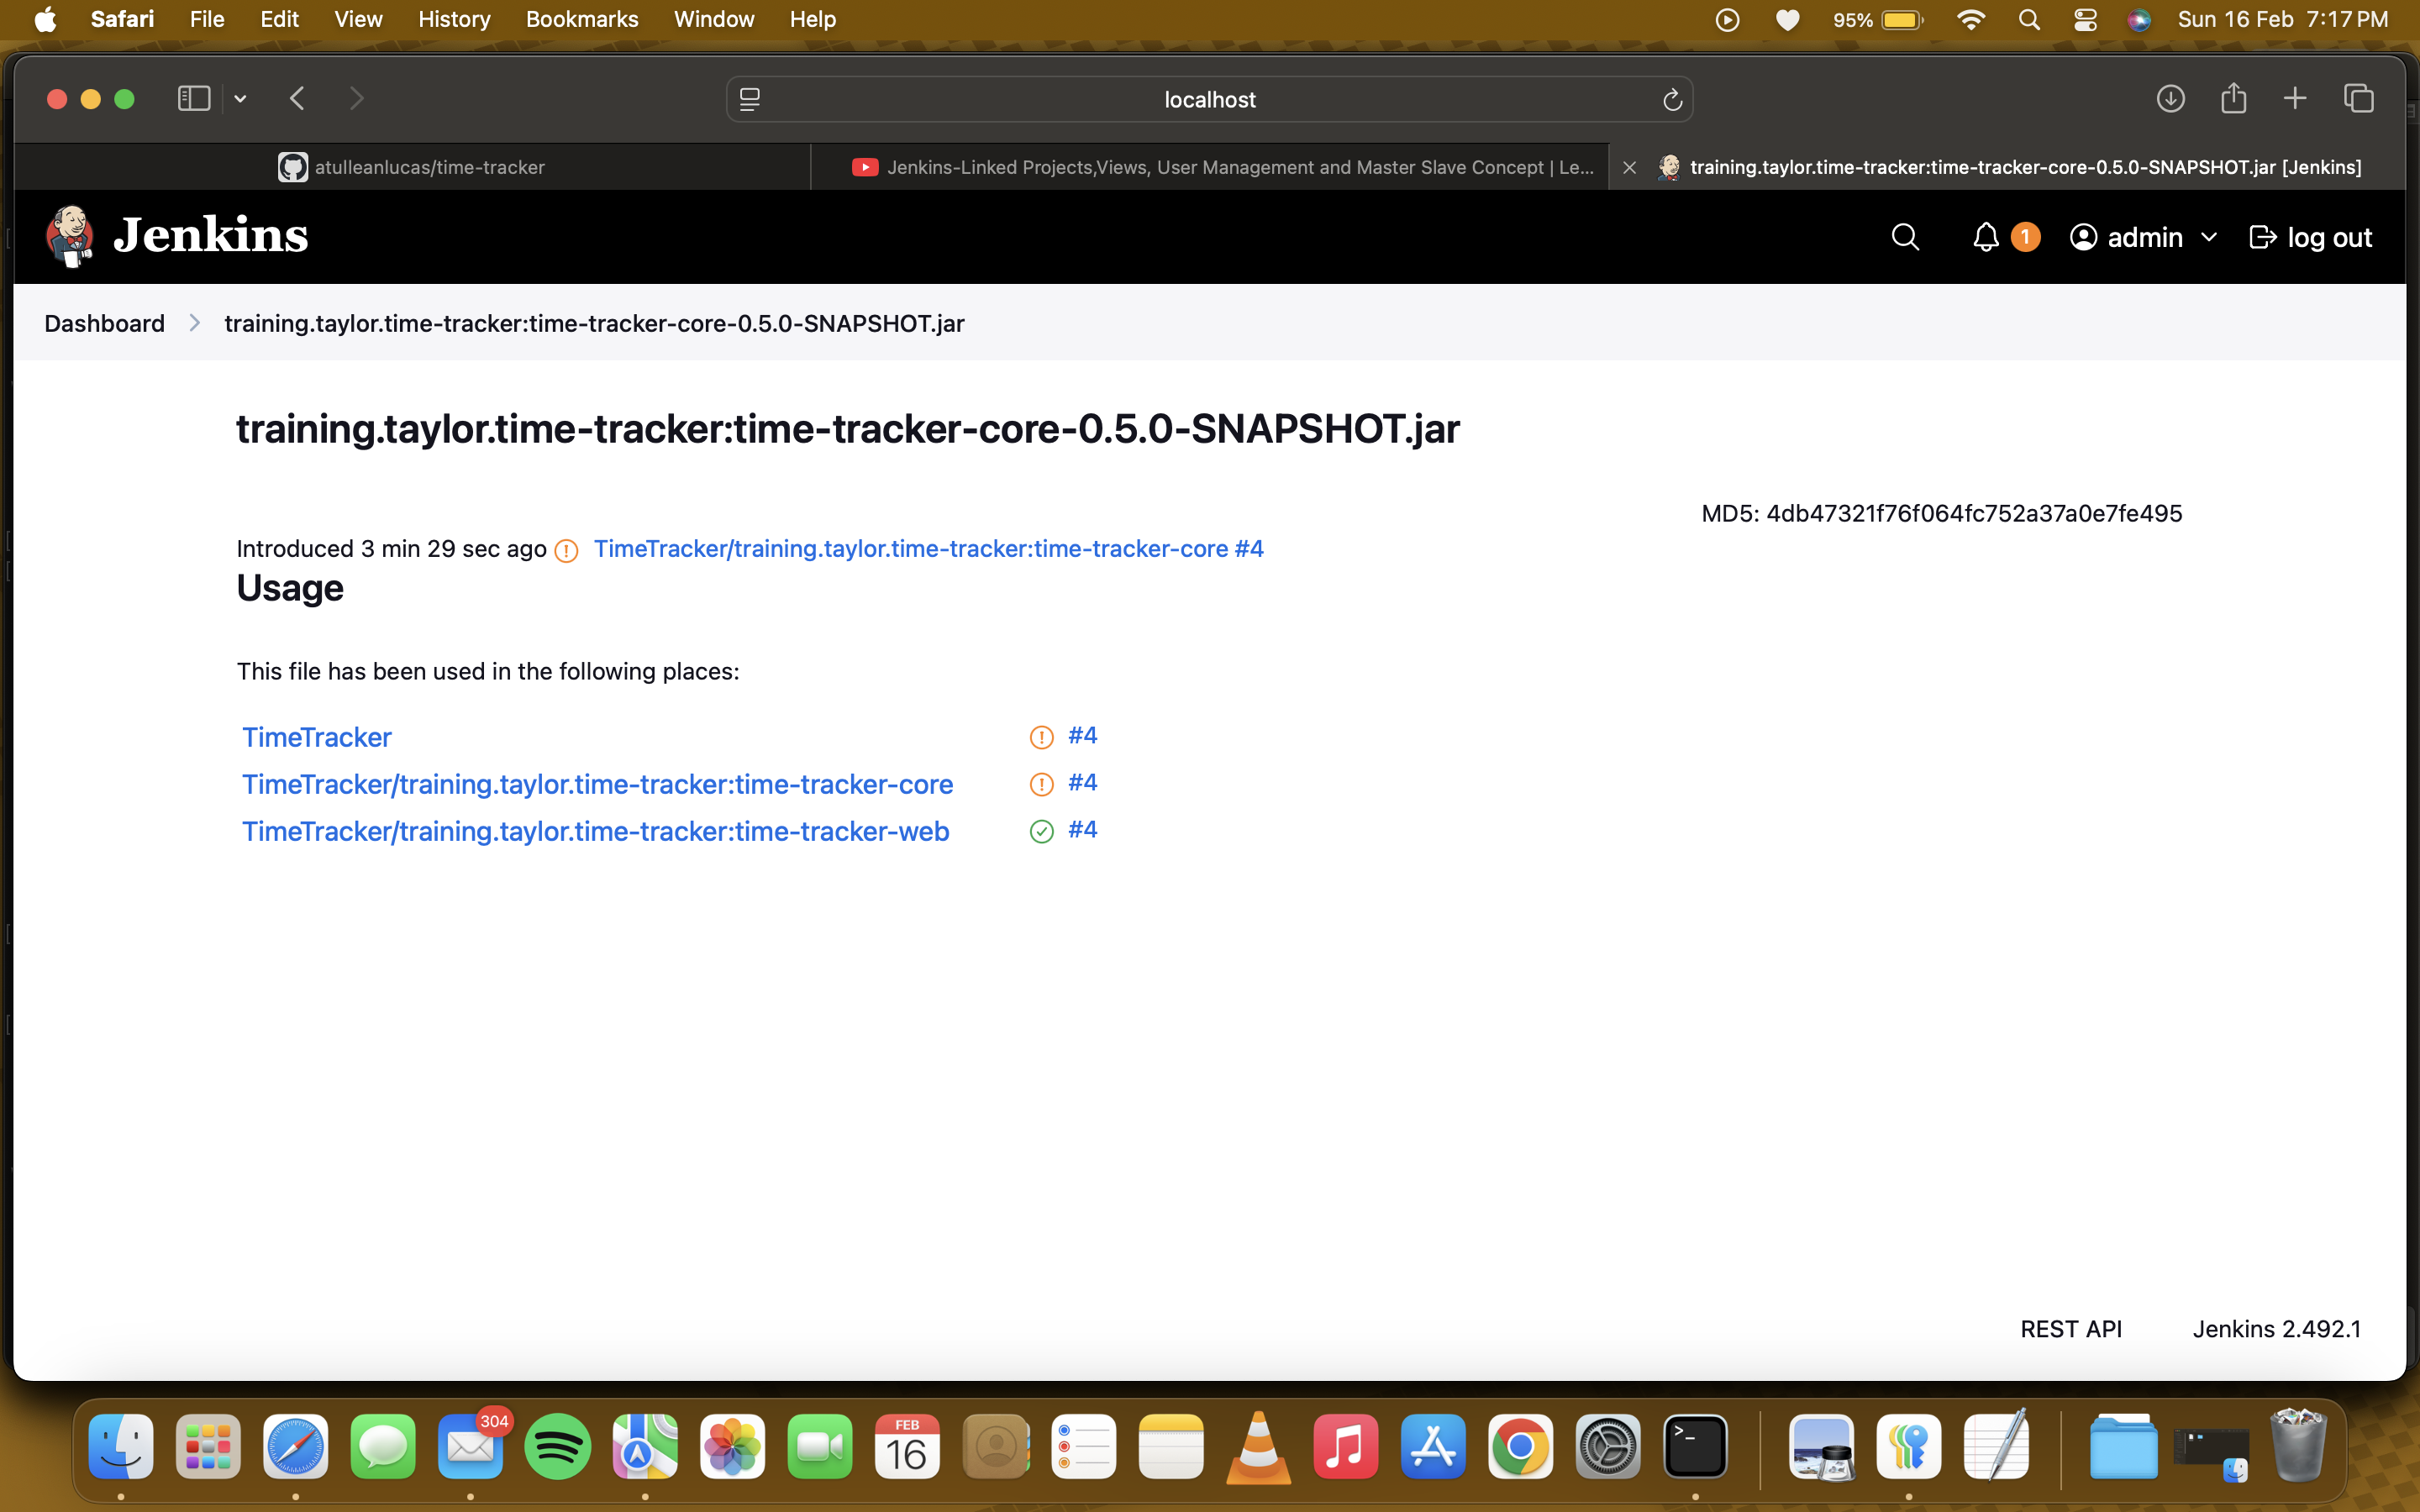 Safari File Edit View History Bookmarks Window Help 95% Sun 16 Feb 7:17 PM
localhost
atulleanlucas/time-tracker
Jenkins-Linked Projects,Views, User Management and Master Slave Concept | Le...
training.taylor.time-tracker:time-tracker-core-0.5.0-SNAPSHOT.jar [Jenkins]
Jenkins
1 admin log out
Dashboard training.taylor.time-tracker:time-tracker-core-0.5.0-SNAPSHOT.jar
training.taylor.time-tracker:time-tracker-core-0.5.0-SNAPSHOT.jar
MD5: 4db47321f76f064fc752a37a0e7fe495
Introduced 3 min 29 sec ago TimeTracker/training.taylor.time-tracker:time-tracker-core #4
Usage
This file has been used in the following places:
TimeTracker #4
TimeTracker/training.taylor.time-tracker:time-tracker-core #4
TimeTracker/training.taylor.time-tracker:time-tracker-web #4
REST API Jenkins 2.492.1
304
FEB
16